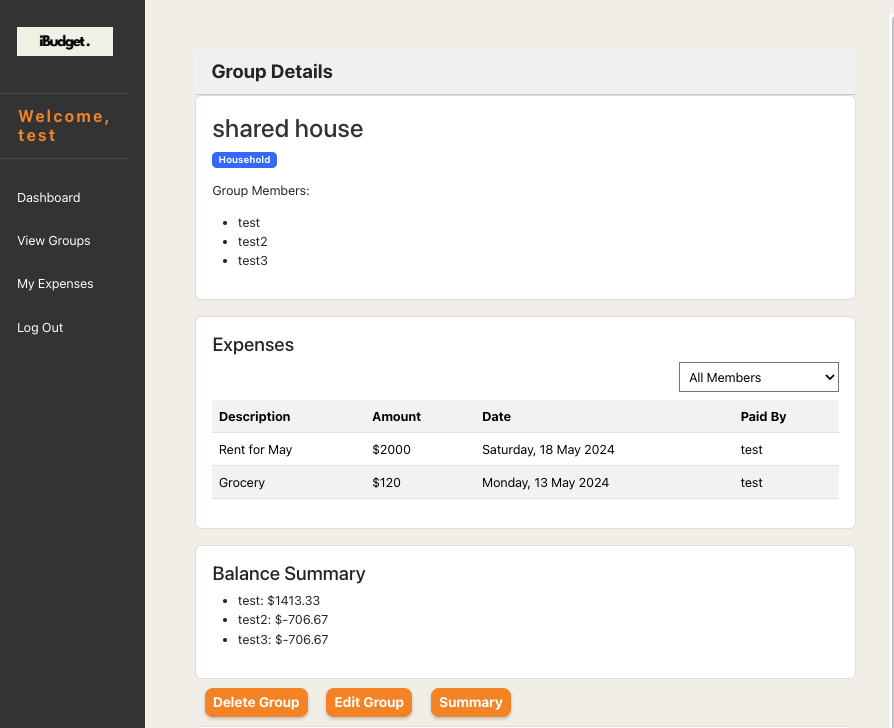 iBudget.
Welcome,
test
Dashboard
View Groups
My Expenses
Log Out
Group Details
shared house
Household
Group Members:
• test
• test2
• test3
Expenses
All Members
Description Amount Date Paid By
Rent for May $2000 Saturday, 18 May 2024 test
Grocery $120 Monday, 13 May 2024 test
Balance Summary
• test: $1413.33
• test2: $-706.67
• test3: $-706.67
Delete Group Edit Group Summary